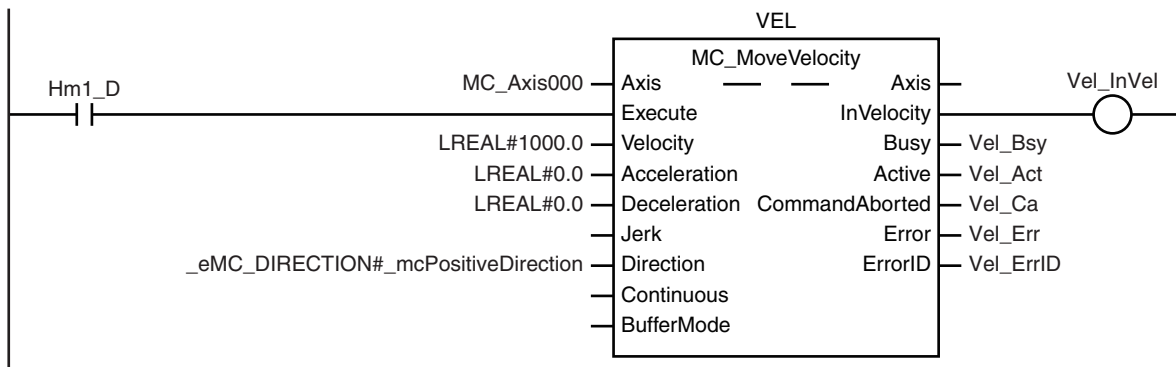 VEL
MC_MoveVelocity
Hm1_D
MC_Axis000 Axis Axis Vel_InVel
Execute InVelocity
LREAL#1000.0 Velocity Busy Vel_Bsy
LREAL#0.0 Acceleration Active Vel_Act
LREAL#0.0 Deceleration CommandAborted Vel_Ca
Jerk Error Vel_Err
_eMC_DIRECTION#_mcPositiveDirection Direction ErrorID Vel_ErrID
Continuous
BufferMode